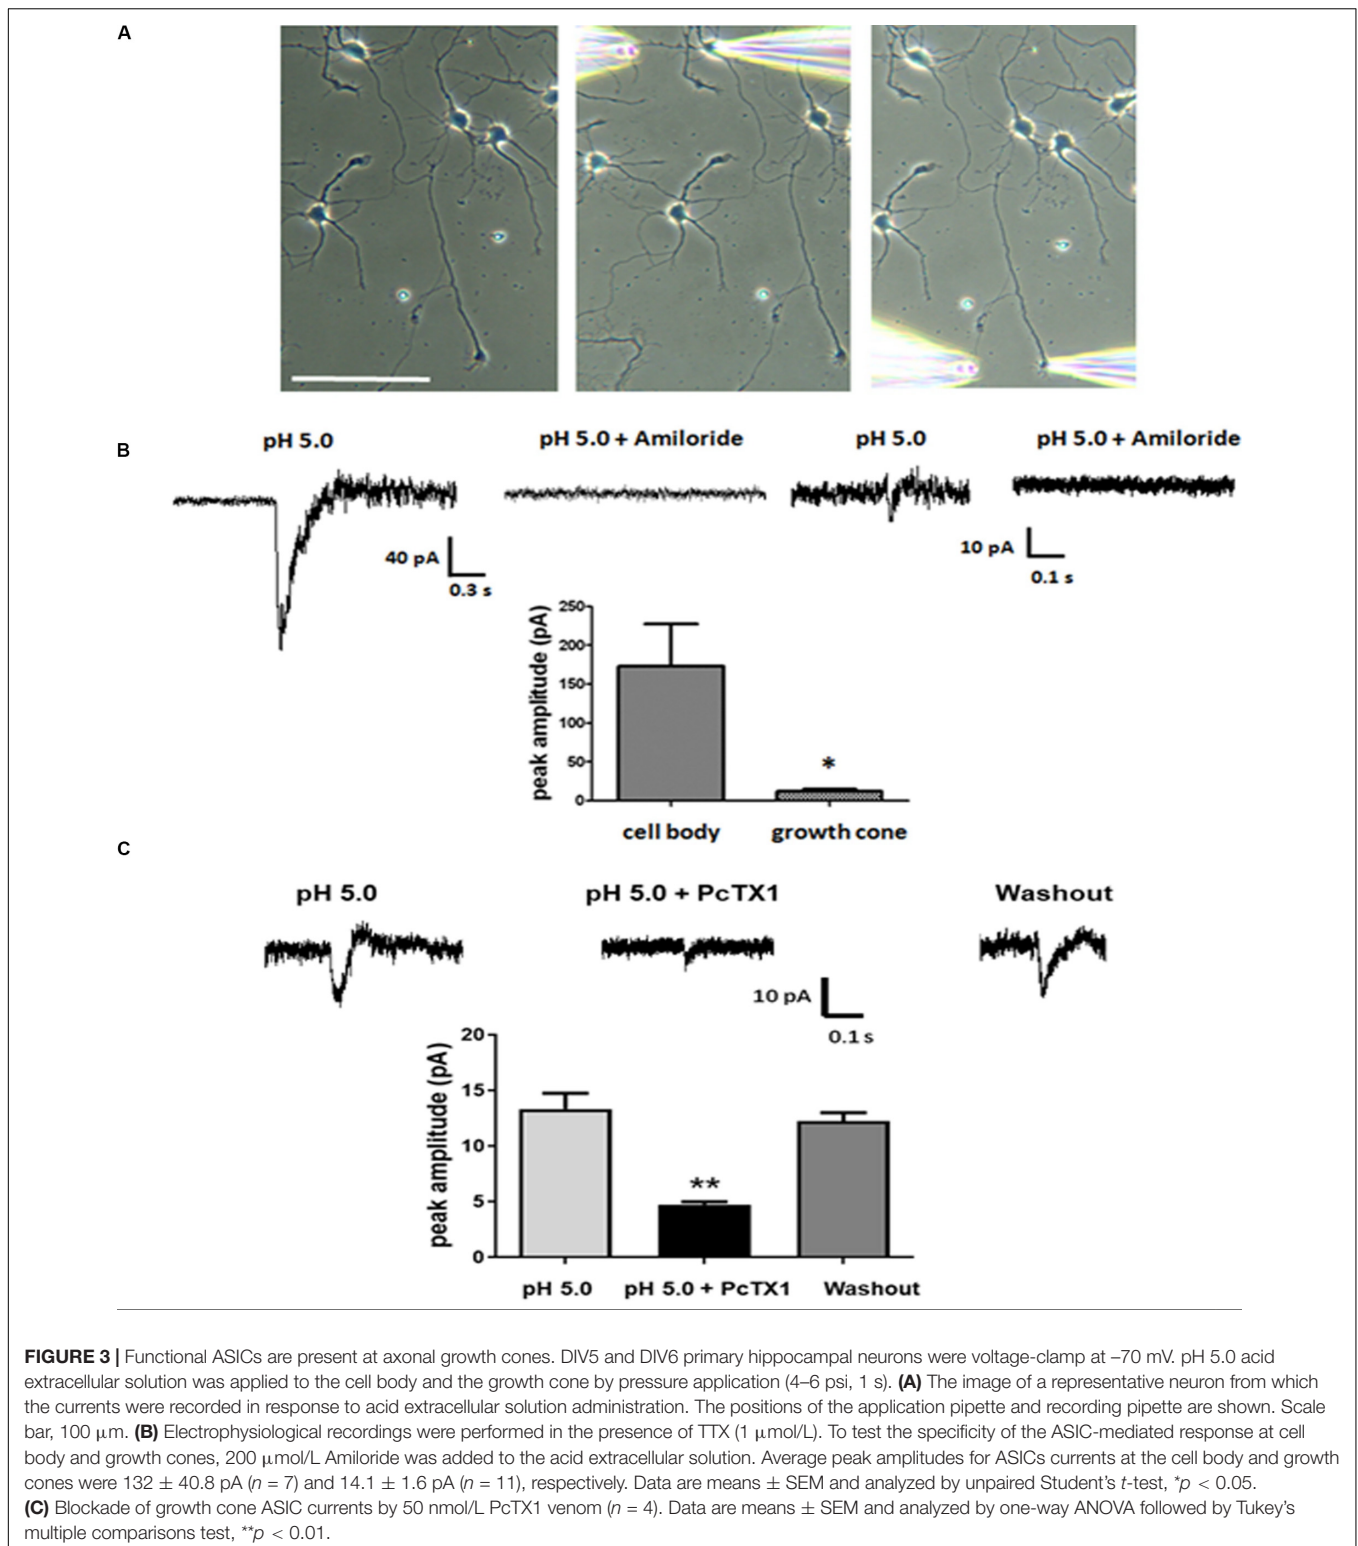 A
B
pH 5.0
pH 5.0 + Amiloride
pH 5.0
pH 5.0 + Amiloride
40 pA
0.3 s
10 pA
0.1 s
peak amplitude (pA)
250
200
150
100
50
0
*
cell body
growth cone
C
pH 5.0
pH 5.0 + PcTX1
Washout
10 pA
0.1 s
peak amplitude (pA)
20
15
10
5
0
**
pH 5.0
pH 5.0 + PcTX1
Washout
FIGURE 3 | Functional ASICs are present at axonal growth cones. DIV5 and DIV6 primary hippocampal neurons were voltage-clamp at –70 mV. pH 5.0 acid
extracellular solution was applied to the cell body and the growth cone by pressure application (4–6 psi, 1 s). (A) The image of a representative neuron from which
the currents were recorded in response to acid extracellular solution administration. The positions of the application pipette and recording pipette are shown. Scale
bar, 100 μm. (B) Electrophysiological recordings were performed in the presence of TTX (1 μmol/L). To test the specificity of the ASIC-mediated response at cell
body and growth cones, 200 μmol/L Amiloride was added to the acid extracellular solution. Average peak amplitudes for ASICs currents at the cell body and growth
cones were 132 ± 40.8 pA (n = 7) and 14.1 ± 1.6 pA (n = 11), respectively. Data are means ± SEM and analyzed by unpaired Student's t-test, *p < 0.05.
(C) Blockade of growth cone ASIC currents by 50 nmol/L PcTX1 venom (n = 4). Data are means ± SEM and analyzed by one-way ANOVA followed by Tukey's
multiple comparisons test, **p < 0.01.